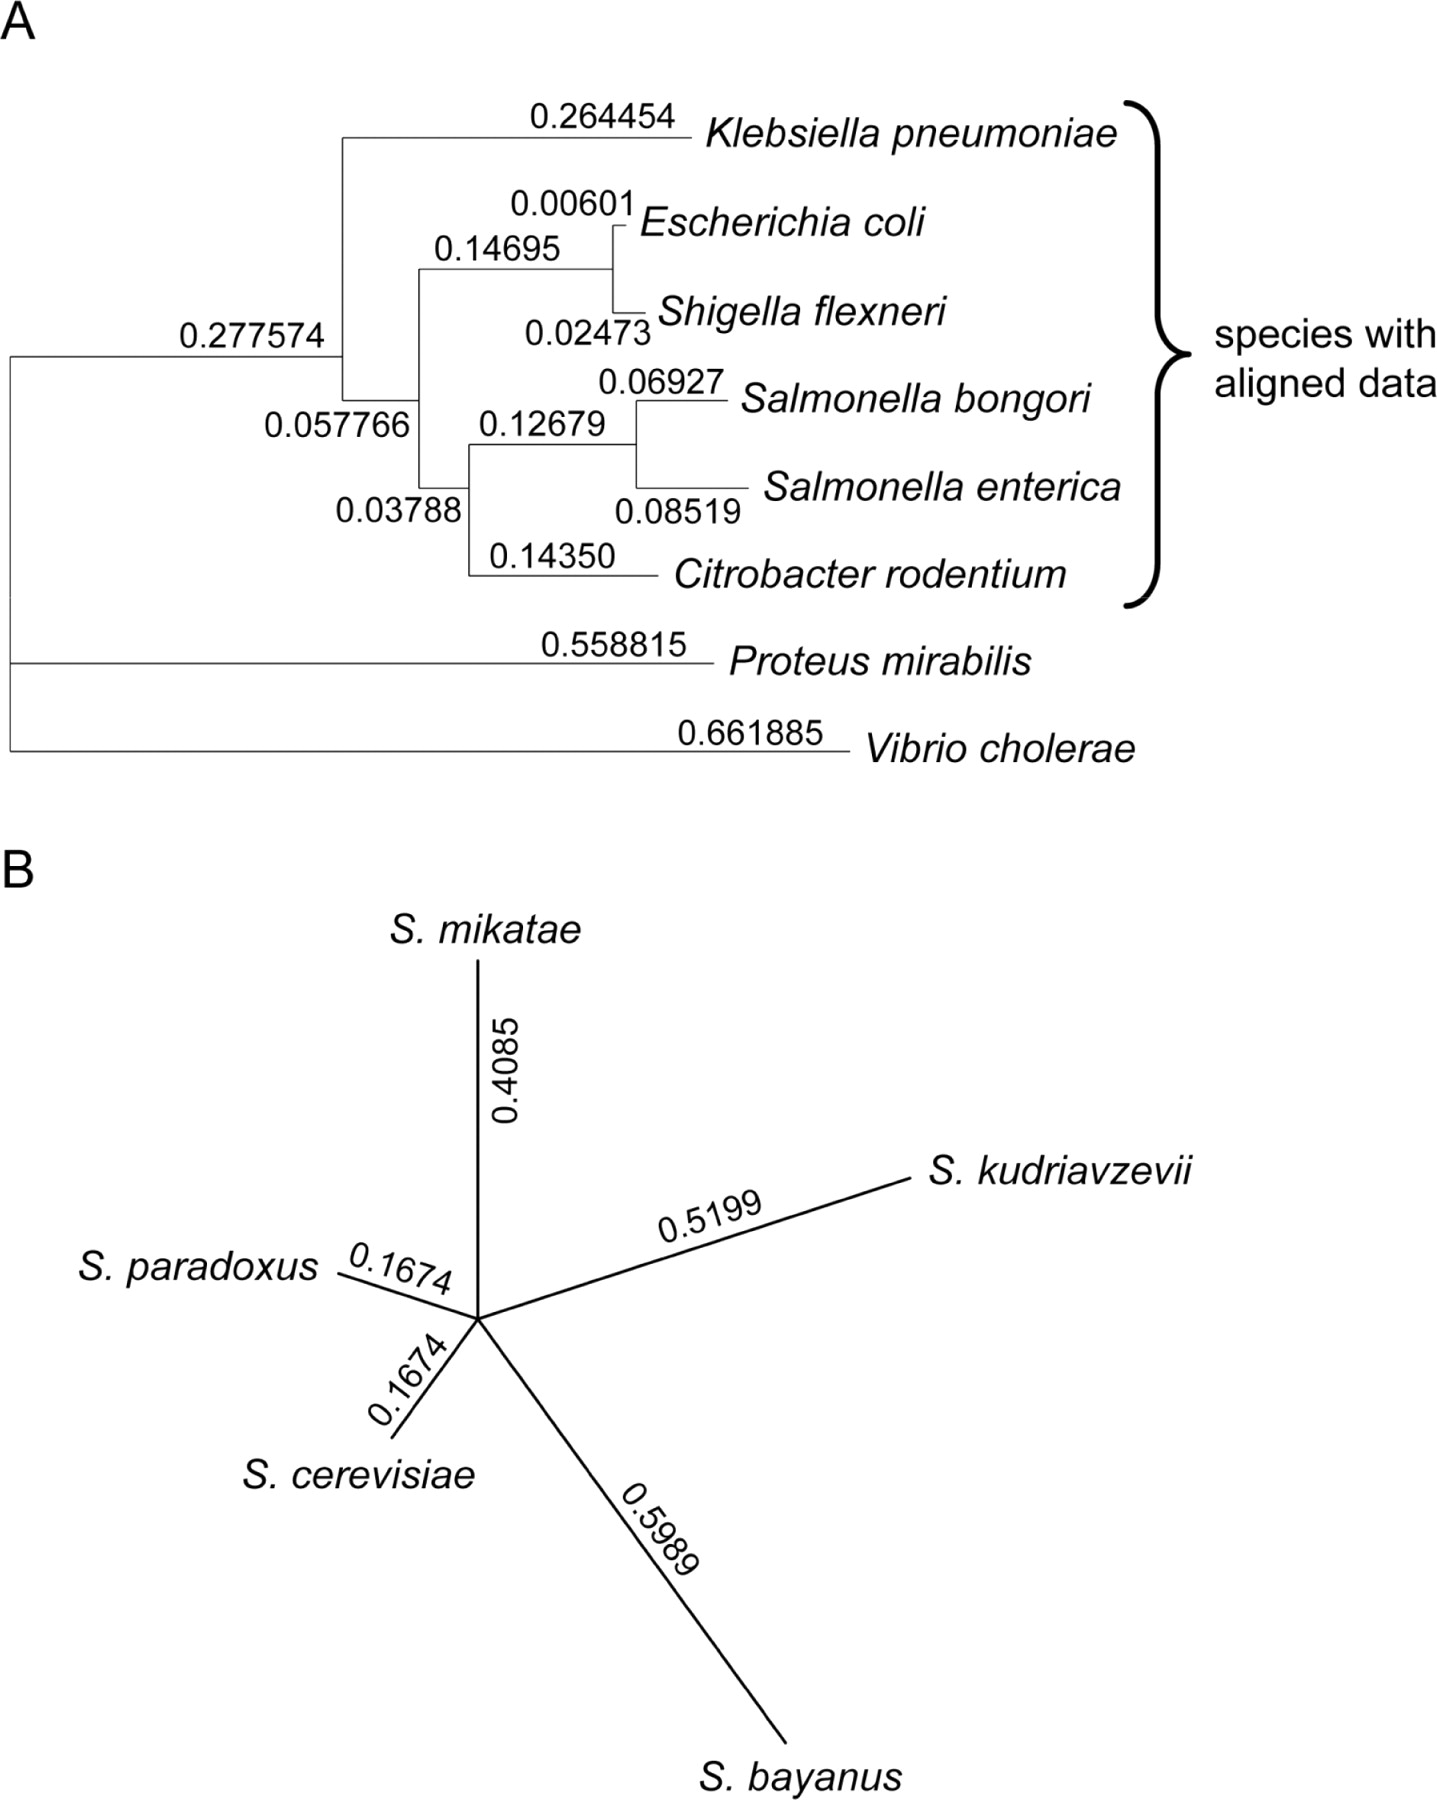 A
0.264454
Klebsiella pneumoniae
0.00601
Escherichia coli
0.14695
Shigella flexneri
0.02473
0.277574
species with
aligned data
0.06927
Salmonella bongori
0.057766
0.12679
Salmonella enterica
0.03788
0.08519
0.14350
Citrobacter rodentium
0.558815
Proteus mirabilis
0.661885
Vibrio cholerae
B
S. mikatae
0.4085
S. kudriavzevii
0.5199
S. paradoxus
0.1674
0.1674
S. cerevisiae
0.5989
S. bayanus